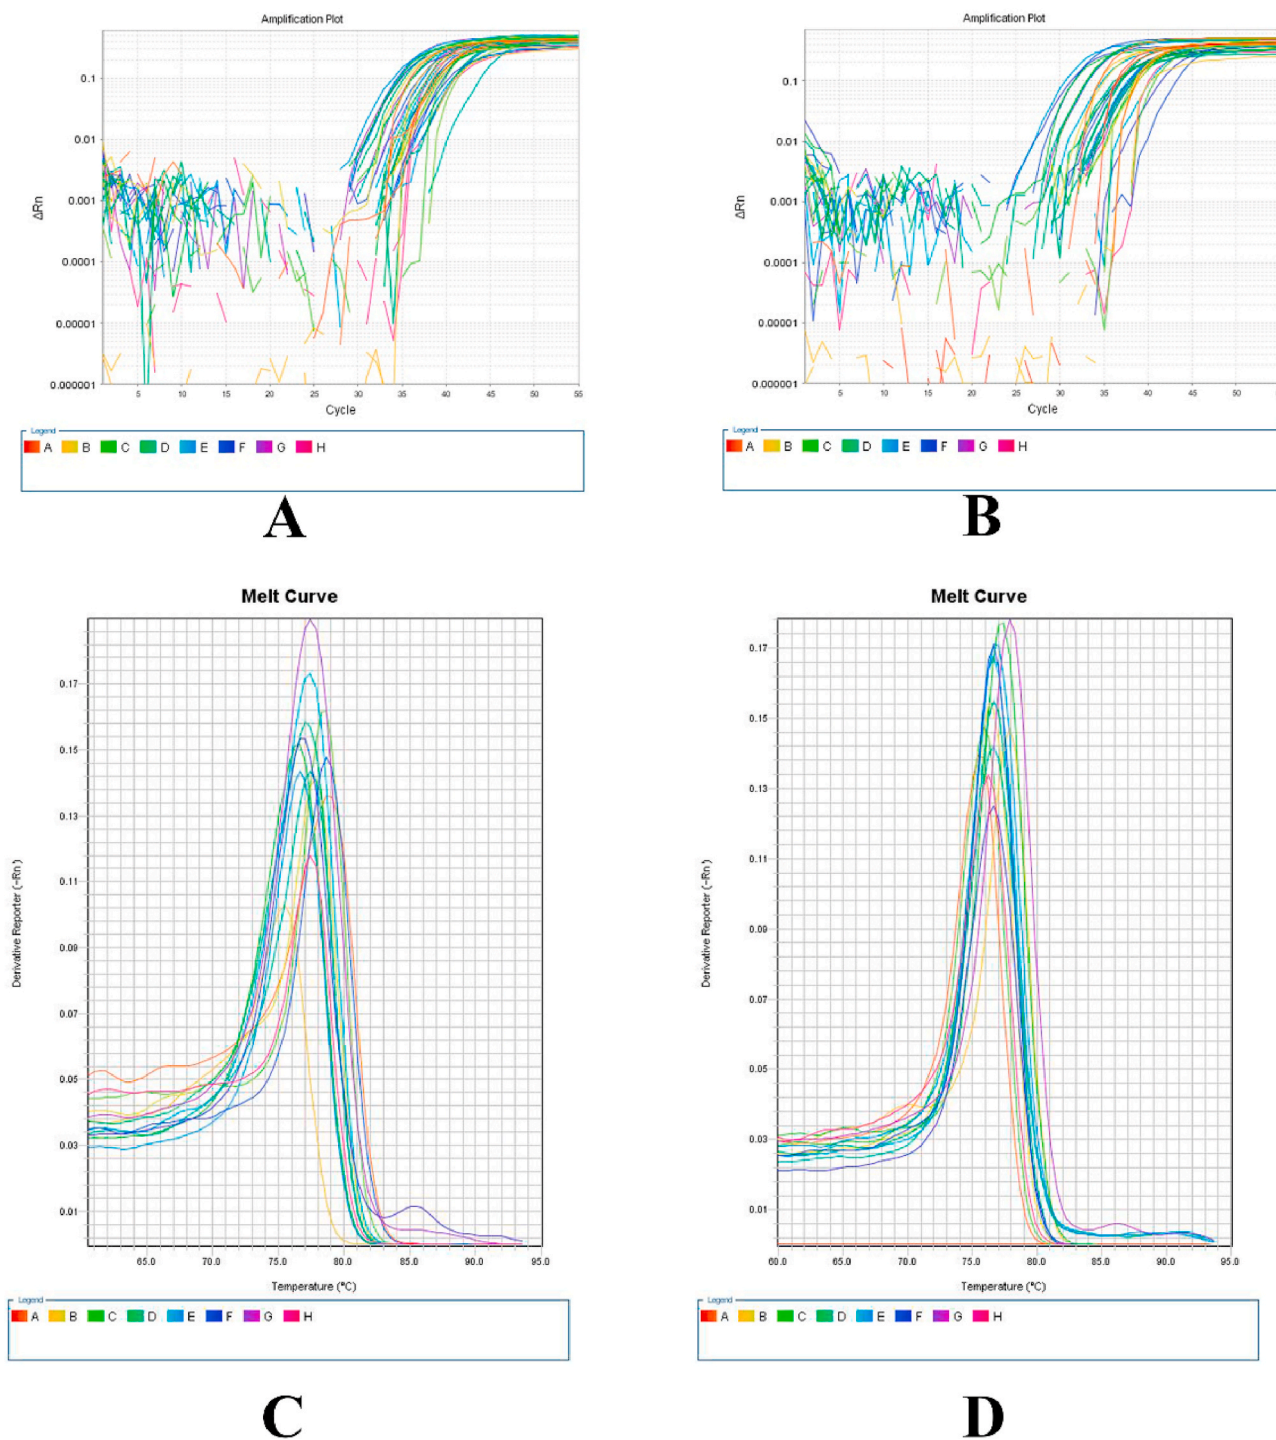 Amplification Plot
ΔRn
0.1
0.01
0.001
0.0001
0.00001
0.000001
5 10 15 20 25 30 35 40 45 50 55
Cycle
Legend
A B C D E F G H
A
Amplification Plot
ΔRn
0.1
0.01
0.001
0.0001
0.00001
0.000001
5 10 15 20 25 30 35 40 45 50
Cycle
Legend
A B C D E F G H
B
Melt Curve
Derivative Reporter (-Rn')
0.17
0.15
0.13
0.11
0.09
0.07
0.05
0.03
0.01
65.0 70.0 75.0 80.0 85.0 90.0 95.0
Temperature (°C)
Legend
A B C D E F G H
C
Melt Curve
Derivative Reporter (-Rn')
0.17
0.15
0.13
0.11
0.09
0.07
0.05
0.03
0.01
60.0 65.0 70.0 75.0 80.0 85.0 90.0 95.0
Temperature (°C)
Legend
A B C D E F G H
D